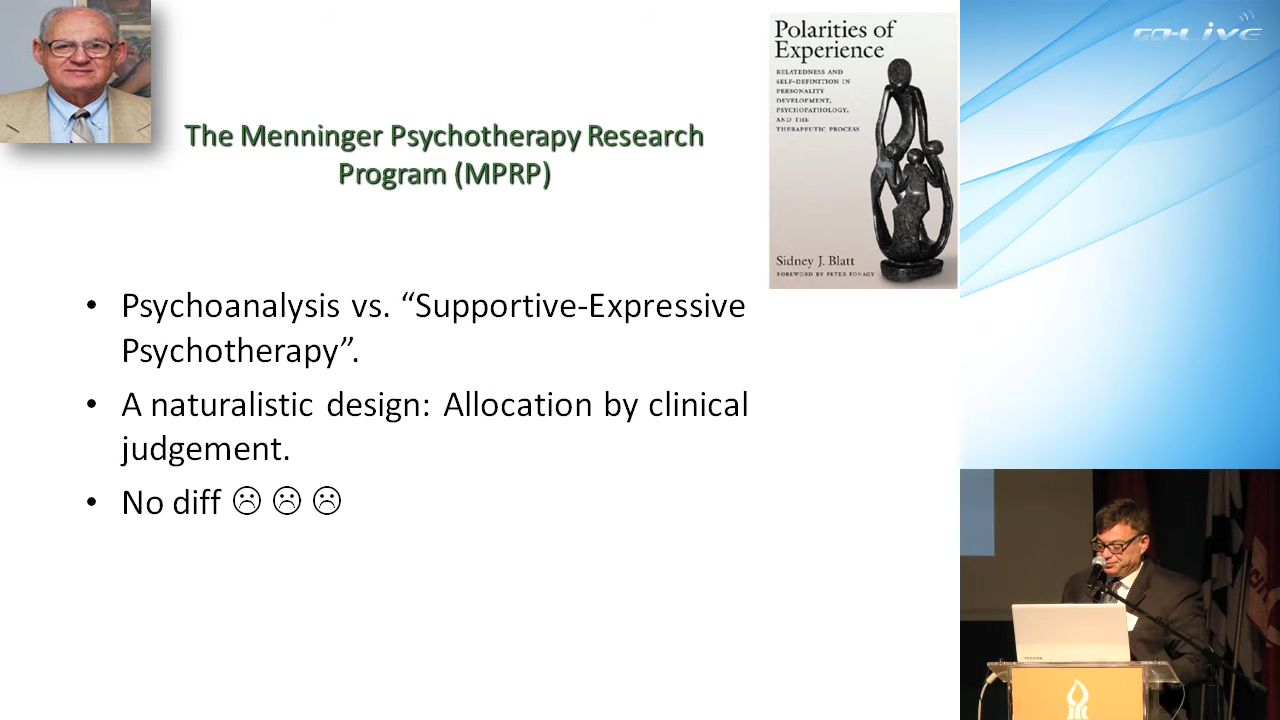 The Menninger Psychotherapy Research
Program (MPRP)
Polarities of
Experience
RELATEDNESS AND
SELF-DEFINITION IN
PERSONALITY
DEVELOPMENT,
PSYCHOPATHOLOGY,
AND THE
THERAPEUTIC PROCESS
Sidney J. Blatt
FOREWORD BY PETER FONAGY
GO-LIVE
• Psychoanalysis vs. “Supportive-Expressive
Psychotherapy”.
• A naturalistic design: Allocation by clinical
judgement.
• No diff ☹ ☹ ☹